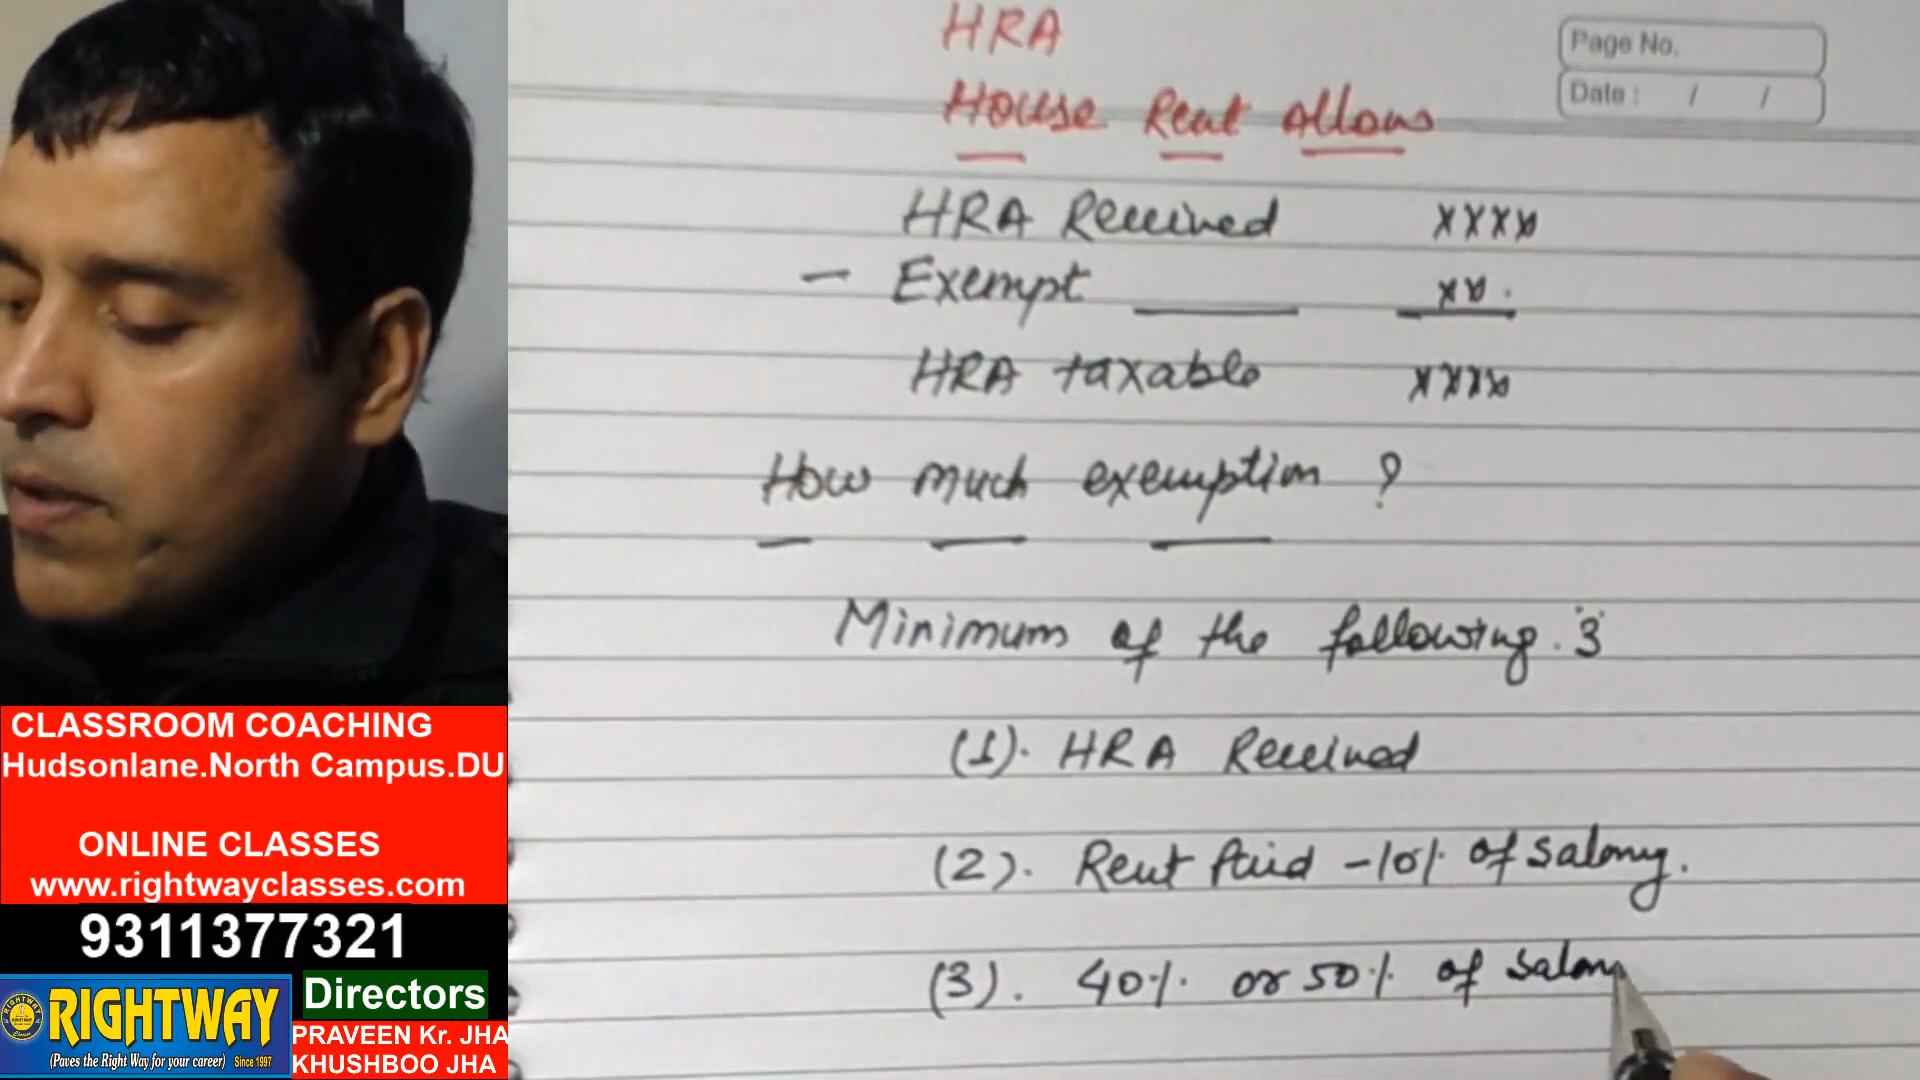 HRA
House Rent Allow
Page No.
Date : / /
HRA Received xxxx
- Exempt xx.
HRA taxable xxxx
How much exemption ?
Minimum of the following. 3
(1). HRA Received
(2). Rent Paid -10% of salary.
(3). 40% or 50% of salary
CLASSROOM COACHING
Hudsonlane.North Campus.DU
ONLINE CLASSES
www.rightwayclasses.com
9311377321
RIGHTWAY
(Paves the Right Way for your career) Since 1997
Directors
PRAVEEN Kr. JHA
KHUSHBOO JHA